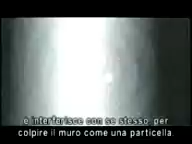 e interferisce con se stesso, per
colpire il muro come una particella.